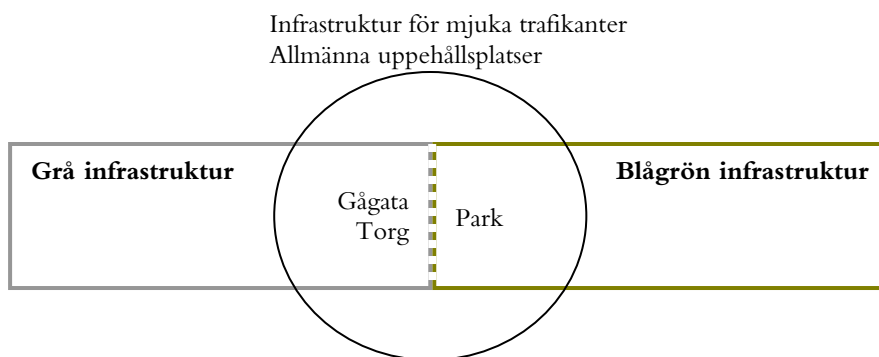 Infrastruktur för mjuka trafikanter
Allmänna uppehållsplatser
Grå infrastruktur
Blågrön infrastruktur
Gågata
Torg
Park